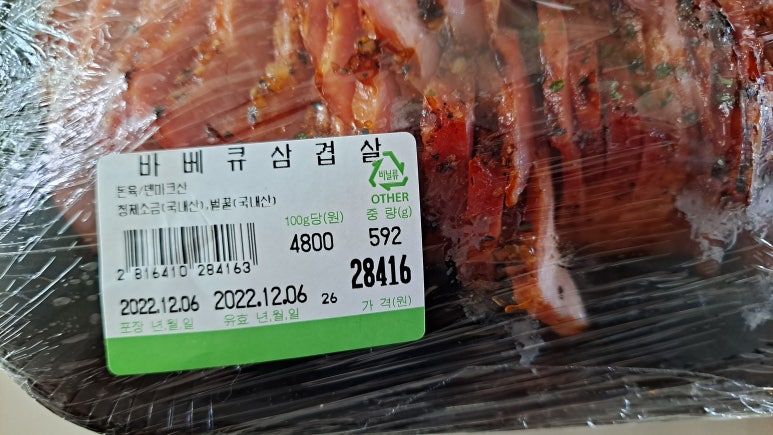 바베큐삼겹살
돈육/덴마크산
정제소금(국내산),벌꿀(국내산)
비닐류
OTHER
100g당(원) 중 량(g)
4800 592
2 816410 284163
28416
2022.12.06 2022.12.06 26
포장 년,월,일 유효 년,월,일 가 격(원)